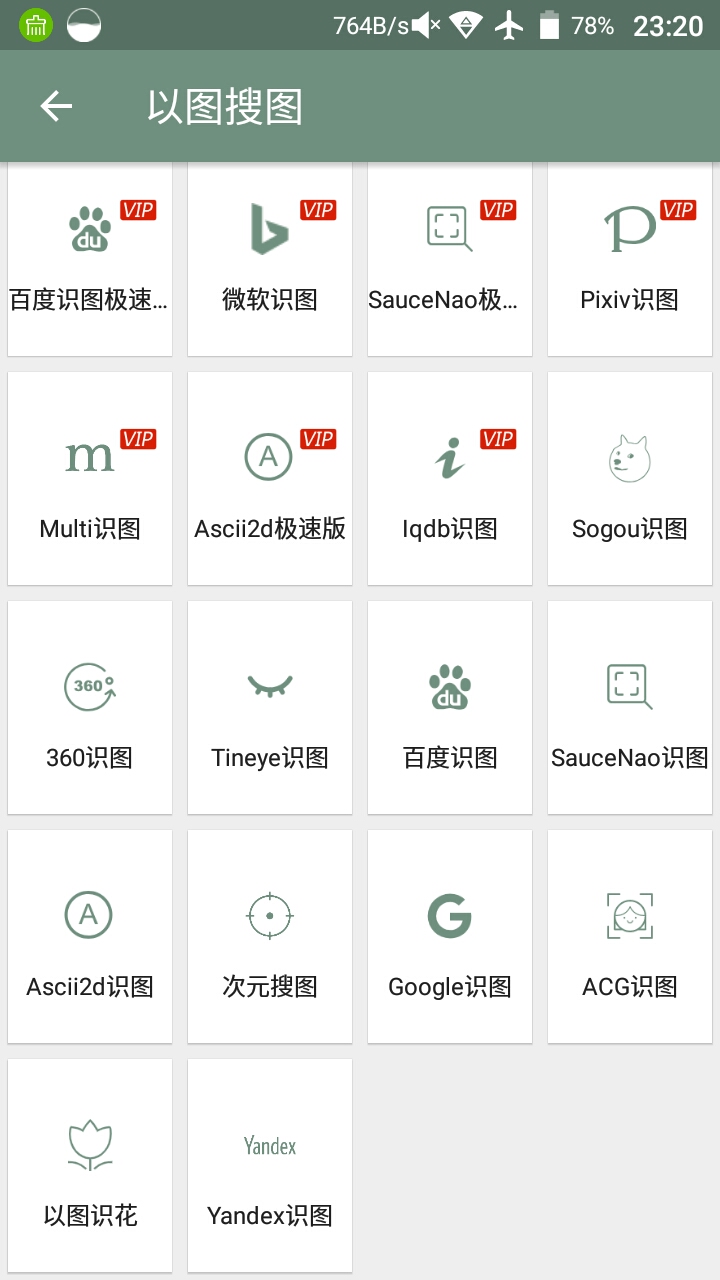 764B/s 78% 23:20
以图搜图
VIP VIP VIP VIP
du
百度识图极速... 微软识图 SauceNao极... Pixiv识图
VIP VIP VIP
m A i
Multi识图 Ascii2d极速版 Iqdb识图 Sogou识图
360 du
360识图 Tineye识图 百度识图 SauceNao识图
A G
Ascii2d识图 次元搜图 Google识图 ACG识图
Yandex
以图识花 Yandex识图